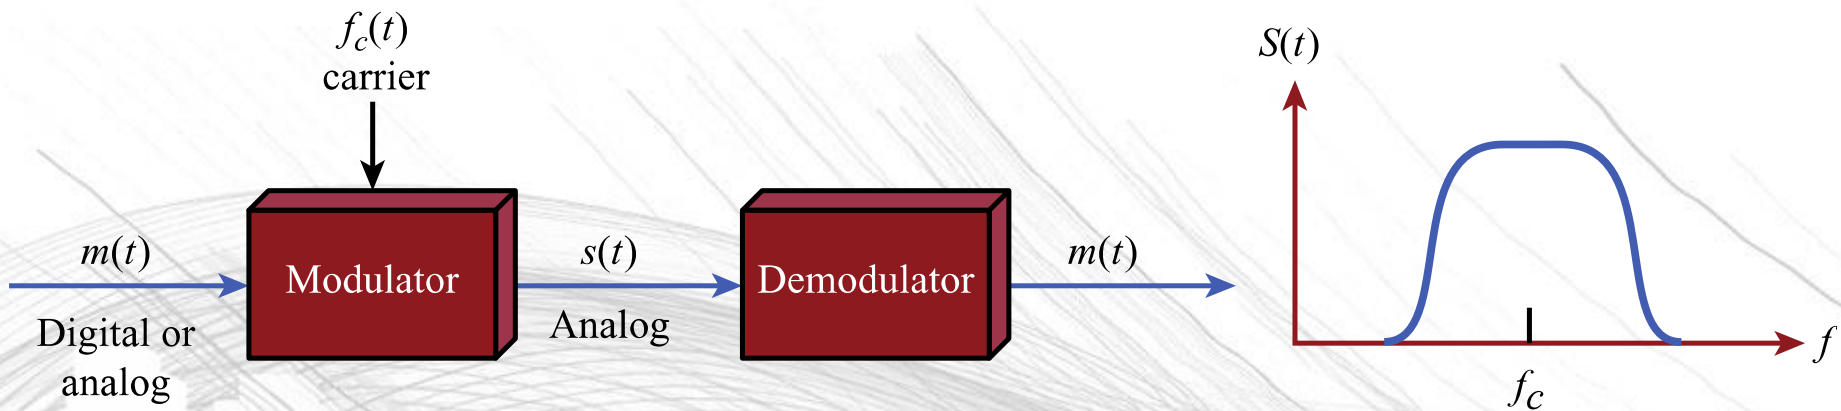 f_c(t)
carrier
m(t)
Digital or
analog
Modulator
s(t)
Analog
Demodulator
m(t)
S(t)
f
f_c